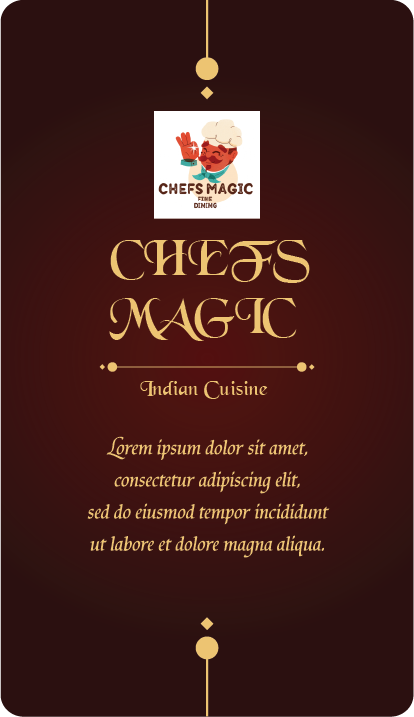 CHEFS MAGIC
FINE
DINING
CHEFS
MAGIC
Indian Cuisine
Lorem ipsum dolor sit amet,
consectetur adipiscing elit,
sed do eiusmod tempor incididunt
ut labore et dolore magna aliqua.